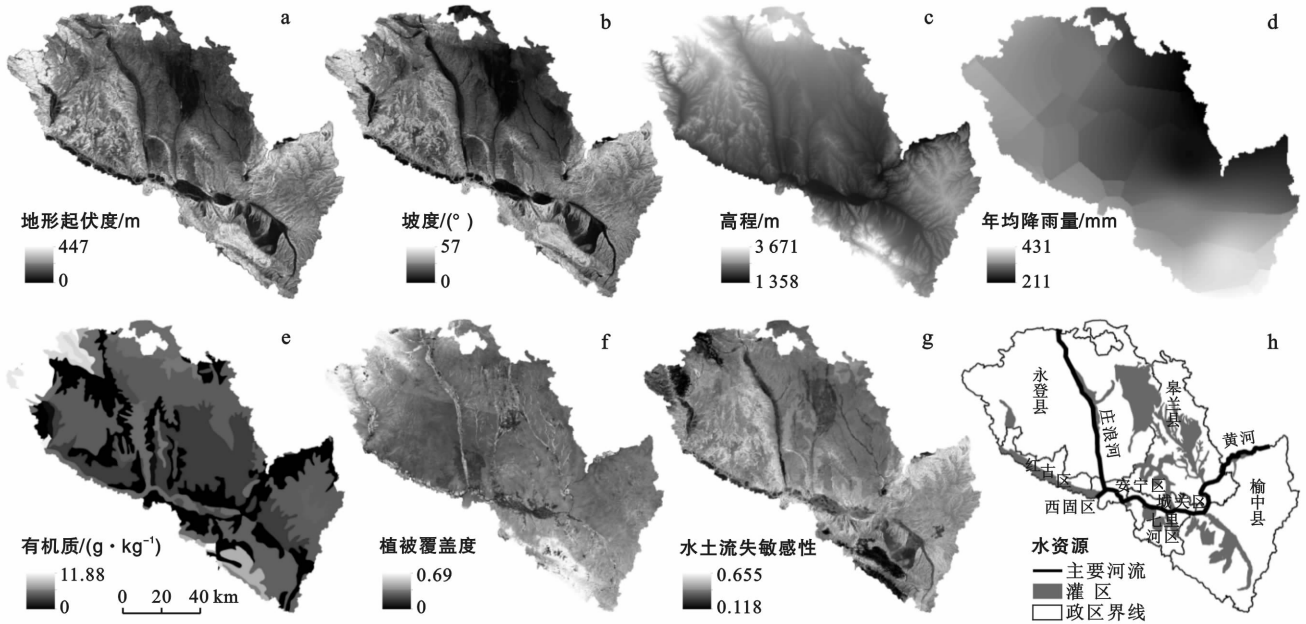 a
地形起伏度/m
447
0
b
坡度/(°)
57
0
c
高程/m
3 671
1 358
d
年均降雨量/mm
431
211
e
有机质/(g·kg⁻¹)
11.88
0
0 20 40 km
f
植被覆盖度
0.69
0
g
水土流失敏感性
0.655
0.118
h
永登县
皋兰县
庄浪河
黄河
红古区
安宁区
西固区
城关区
七里河区
榆中县
水资源
主要河流
灌区
政区界线